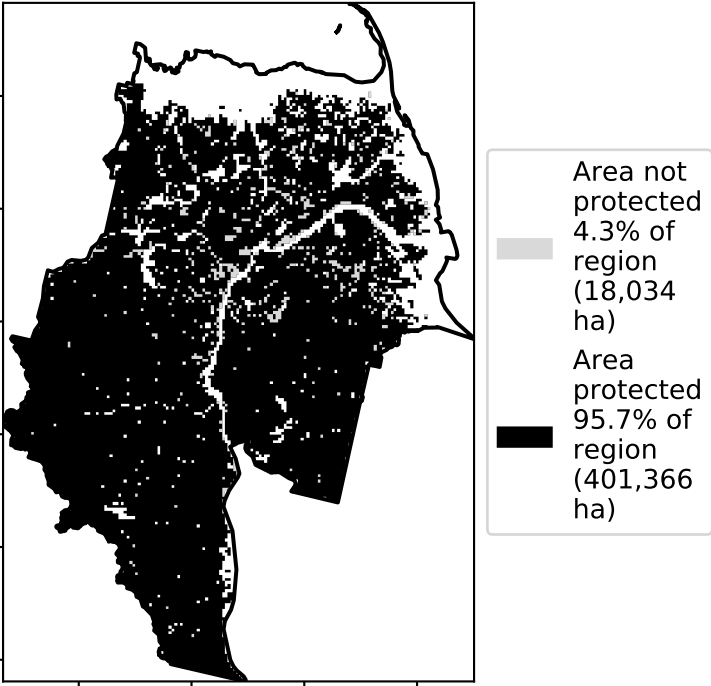 Area not
protected
4.3% of
region
(18,034
ha)
Area
protected
95.7% of
region
(401,366
ha)